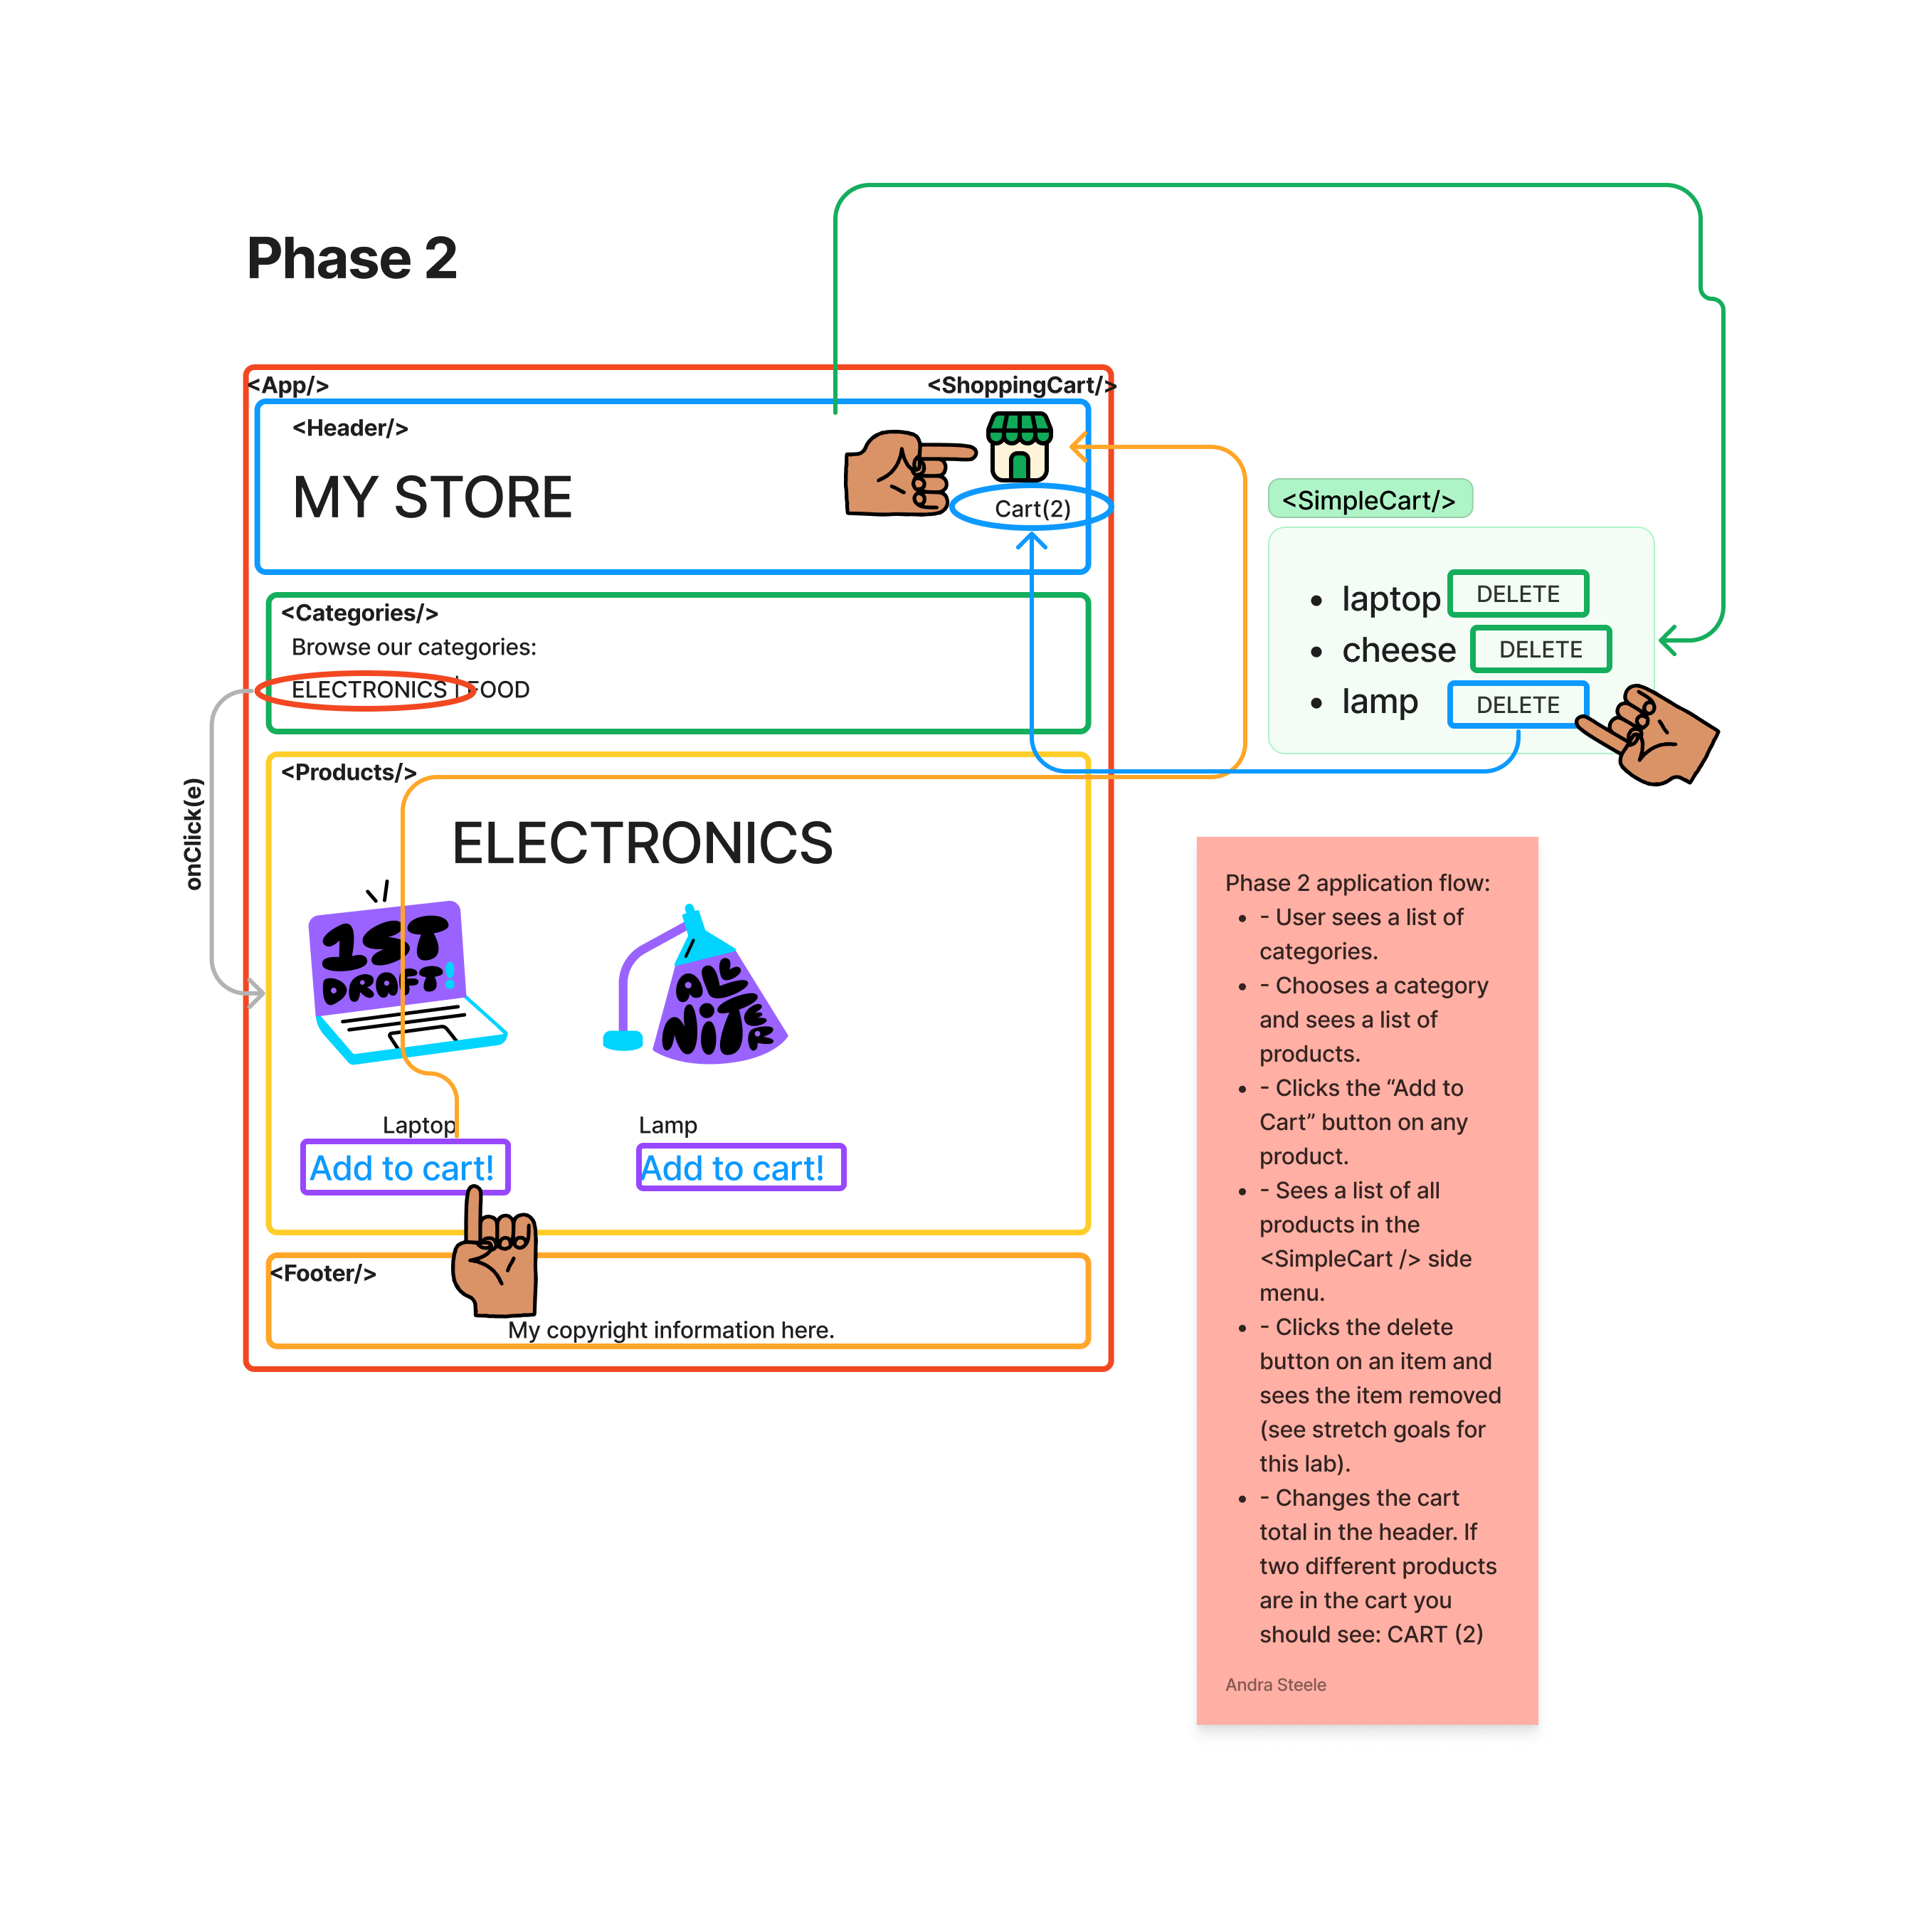 Phase 2
<App/>
<ShoppingCart/>
<Header/>
MY STORE
Cart(2)
<SimpleCart/>
• laptop DELETE
• cheese DELETE
• lamp DELETE
<Categories/>
Browse our categories:
ELECTRONICS | FOOD
onClick(e)
<Products/>
ELECTRONICS
1ST
DRAFT!
ALL
NiTER
Laptop
Lamp
Add to cart!
Add to cart!
<Footer/>
My copyright information here.
Phase 2 application flow:
• - User sees a list of
categories.
• - Chooses a category
and sees a list of
products.
• - Clicks the “Add to
Cart” button on any
product.
• - Sees a list of all
products in the
<SimpleCart /> side
menu.
• - Clicks the delete
button on an item and
sees the item removed
(see stretch goals for
this lab).
• - Changes the cart
total in the header. If
two different products
are in the cart you
should see: CART (2)
Andra Steele